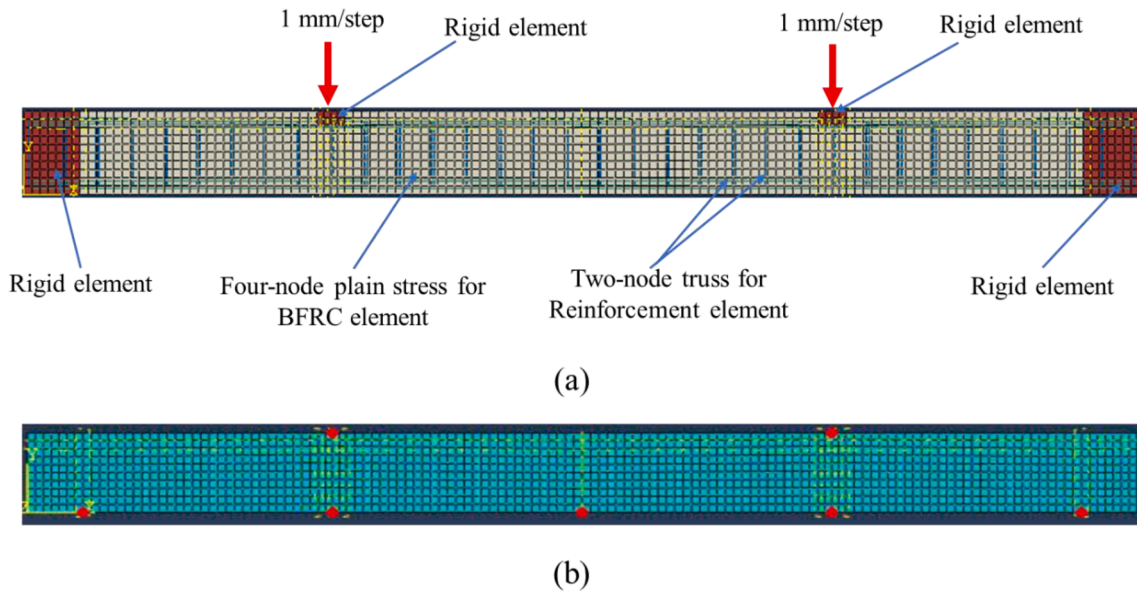 1 mm/step
Rigid element
1 mm/step
Rigid element
Y
Rigid element
Four-node plain stress for
BFRC element
Two-node truss for
Reinforcement element
Rigid element
(a)
Y
(b)